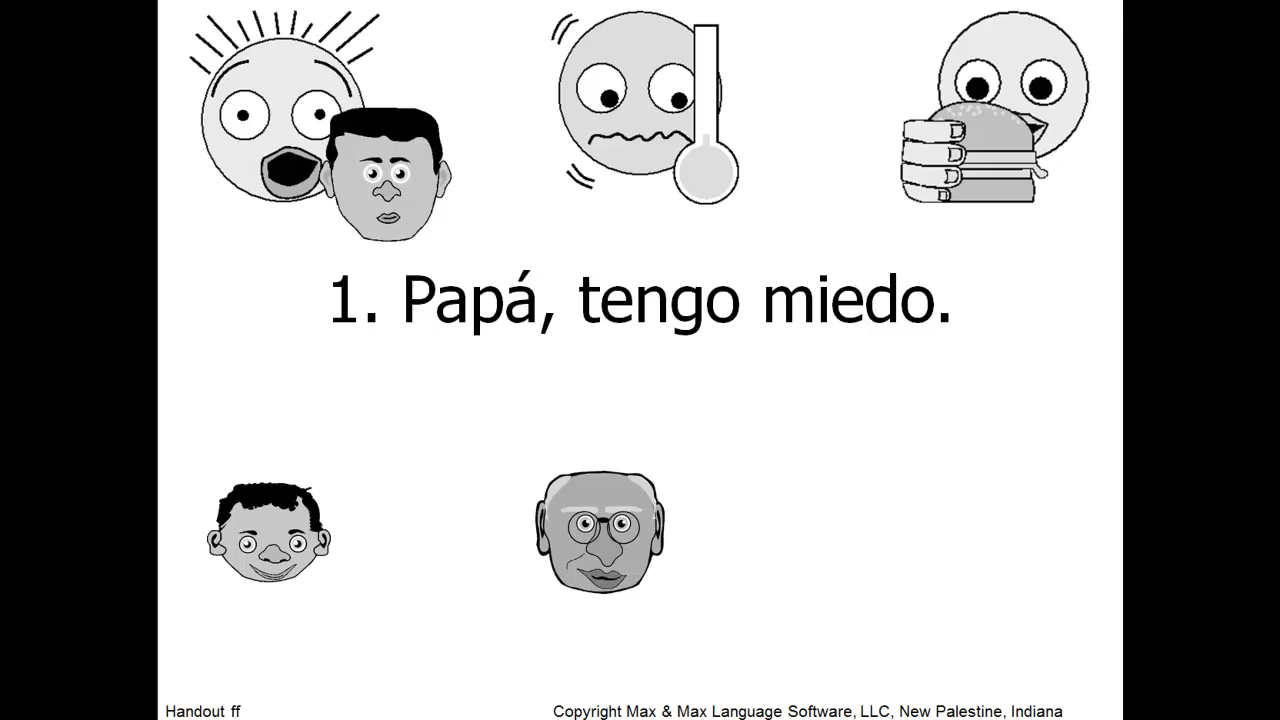 1. Papá, tengo miedo.
Handout ff
Copyright Max & Max Language Software, LLC, New Palestine, Indiana